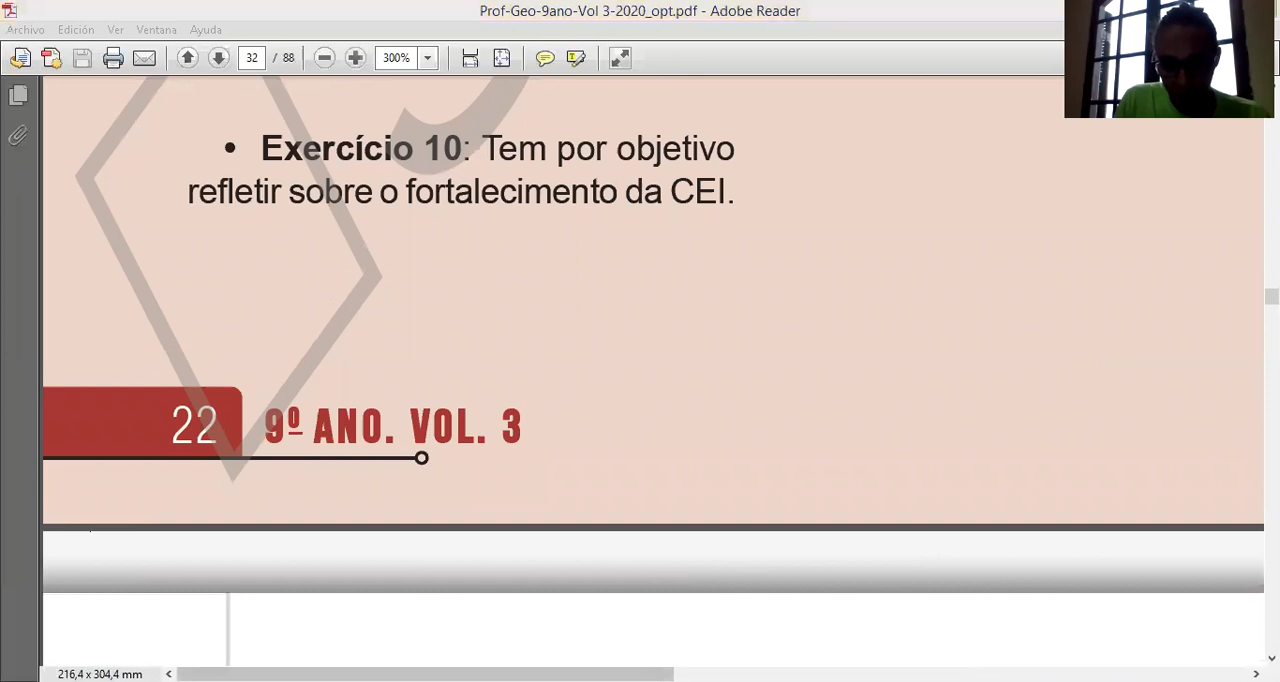 Prof-Geo-9ano-Vol 3-2020_opt.pdf - Adobe Reader
Archivo Edición Ver Ventana Ayuda
32 / 88 300%
• Exercício 10: Tem por objetivo
refletir sobre o fortalecimento da CEI.
22 9º ANO. VOL. 3
216,4 x 304,4 mm